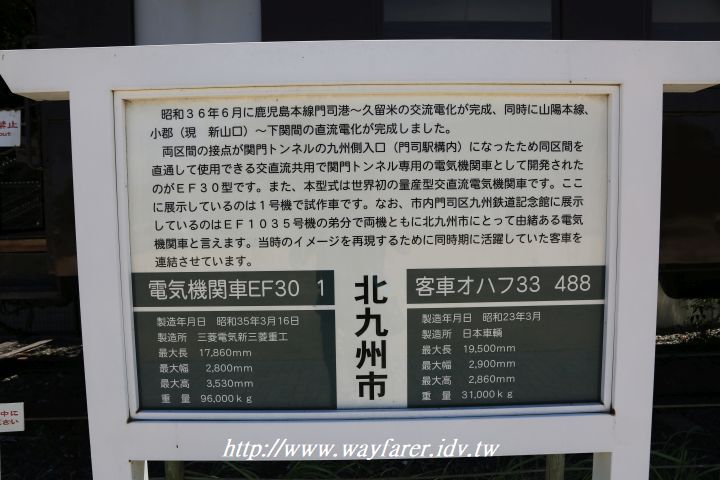 昭和３６年６月に鹿児島本線門司港～久留米の交流電化が完成、同時に山陽本線、
小郡（現　新山口）～下関間の直流電化が完成しました。
両区間の接点が関門トンネルの九州側入口（門司駅構内）になったため同区間を
直通して使用できる交直流共用で関門トンネル専用の電気機関車として開発された
のがＥＦ30型です。また、本型式は世界初の量産型交直流電気機関車です。ここ
に展示しているのは１号機で試作車です。なお、市内門司区九州鉄道記念館に展示
しているのはＥＦ１０３５号機の弟分で両機ともに北九州市にとって由緒ある電気
機関車と言えます。当時のイメージを再現するために同時期に活躍していた客車を
連結させています。
電気機関車EF30　1
製造年月日　昭和35年3月16日
製造所　三菱電気新三菱重工
最大長　17,860mm
最大幅　2,800mm
最大高　3,530mm
重　量　96,000ｋｇ
北九州市
客車オハフ33　488
製造年月日　昭和23年3月
製造所　日本車輌
最大長　19,500mm
最大幅　2,900mm
最大高　2,860mm
重　量　31,000ｋｇ
禁止
out
中に
さい
http://www.wayfarer.idv.tw